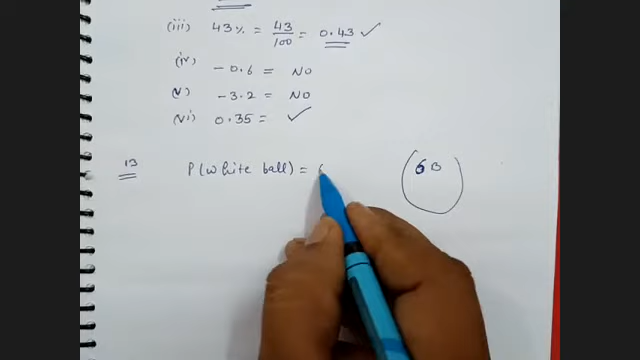 (iii) 43% = 43/100 = 0.43 ✓
(iv) -0.6 = No
(v) -3.2 = No
(vi) 0.35 = ✓
13 P(white ball) =
6 B